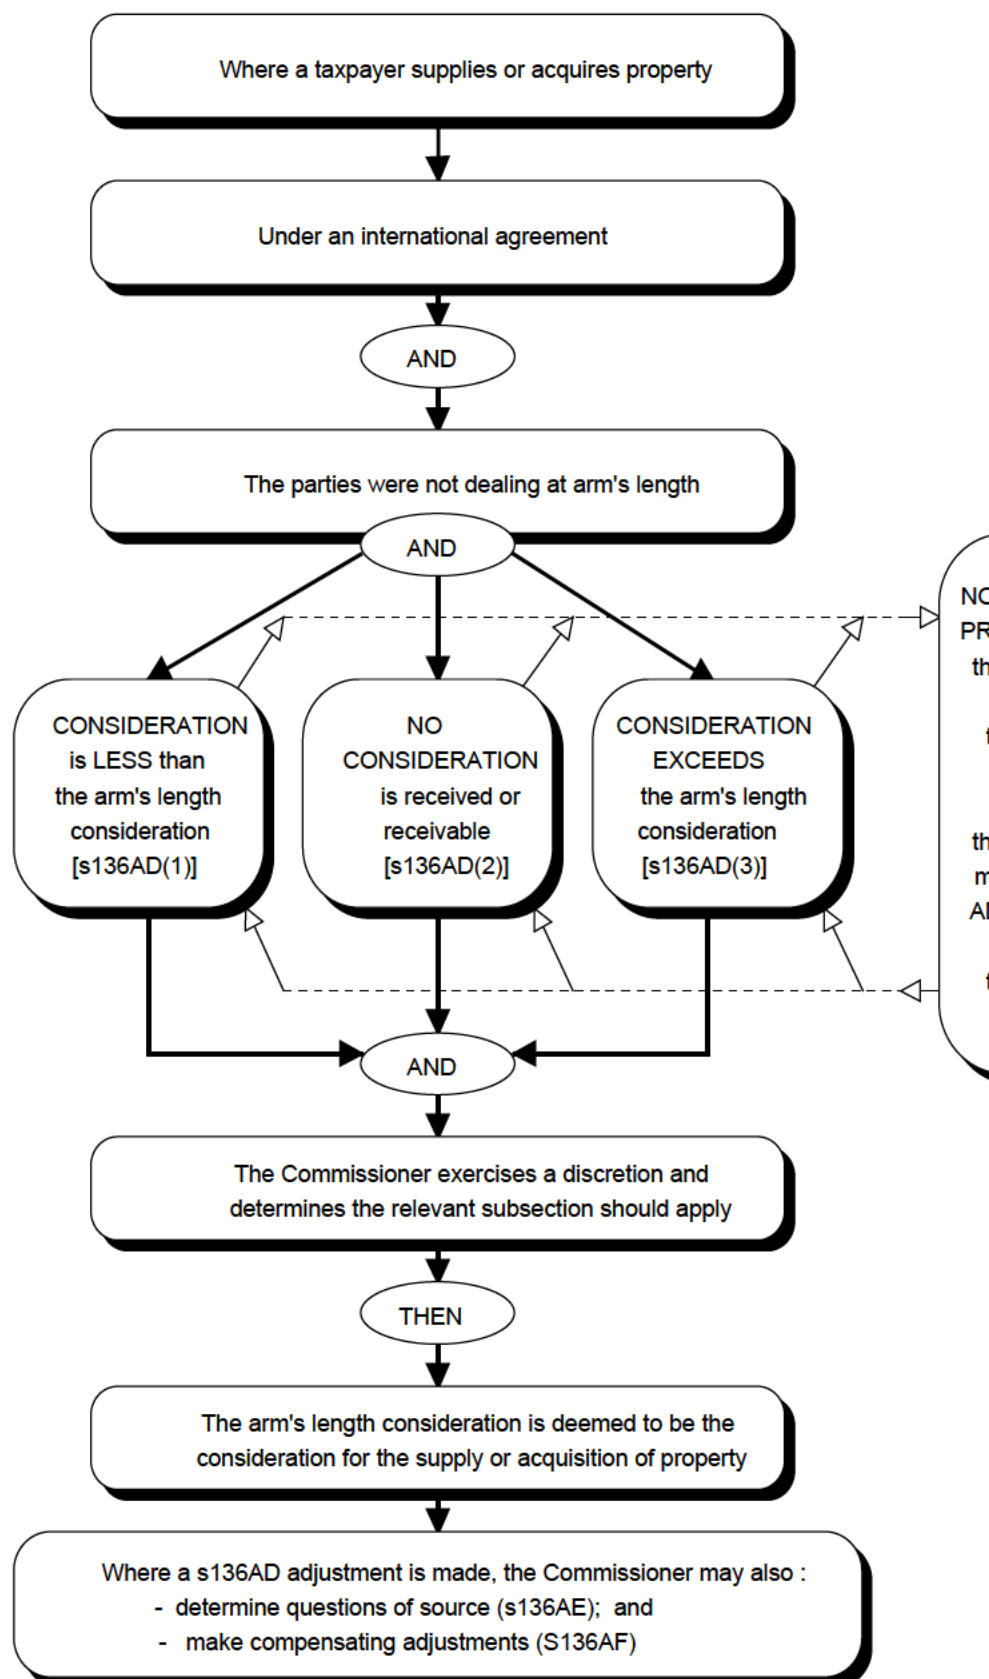 Where a taxpayer supplies or acquires property
Under an international agreement
AND
The parties were not dealing at arm's length
AND
CONSIDERATION
is LESS than
the arm's length
consideration
[s136AD(1)]
NO
CONSIDERATION
is received or
receivable
[s136AD(2)]
CONSIDERATION
EXCEEDS
the arm's length
consideration
[s136AD(3)]
AND
The Commissioner exercises a discretion and
determines the relevant subsection should apply
THEN
The arm's length consideration is deemed to be the
consideration for the supply or acquisition of property
Where a s136AD adjustment is made, the Commissioner may also :
- determine questions of source (s136AE); and
- make compensating adjustments (S136AF)